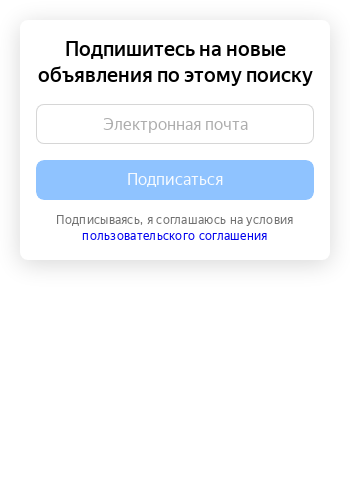 Подпишитесь на новые
объявления по этому поиску
Электронная почта
Подписаться
Подписываясь, я соглашаюсь на условия
пользовательского соглашения